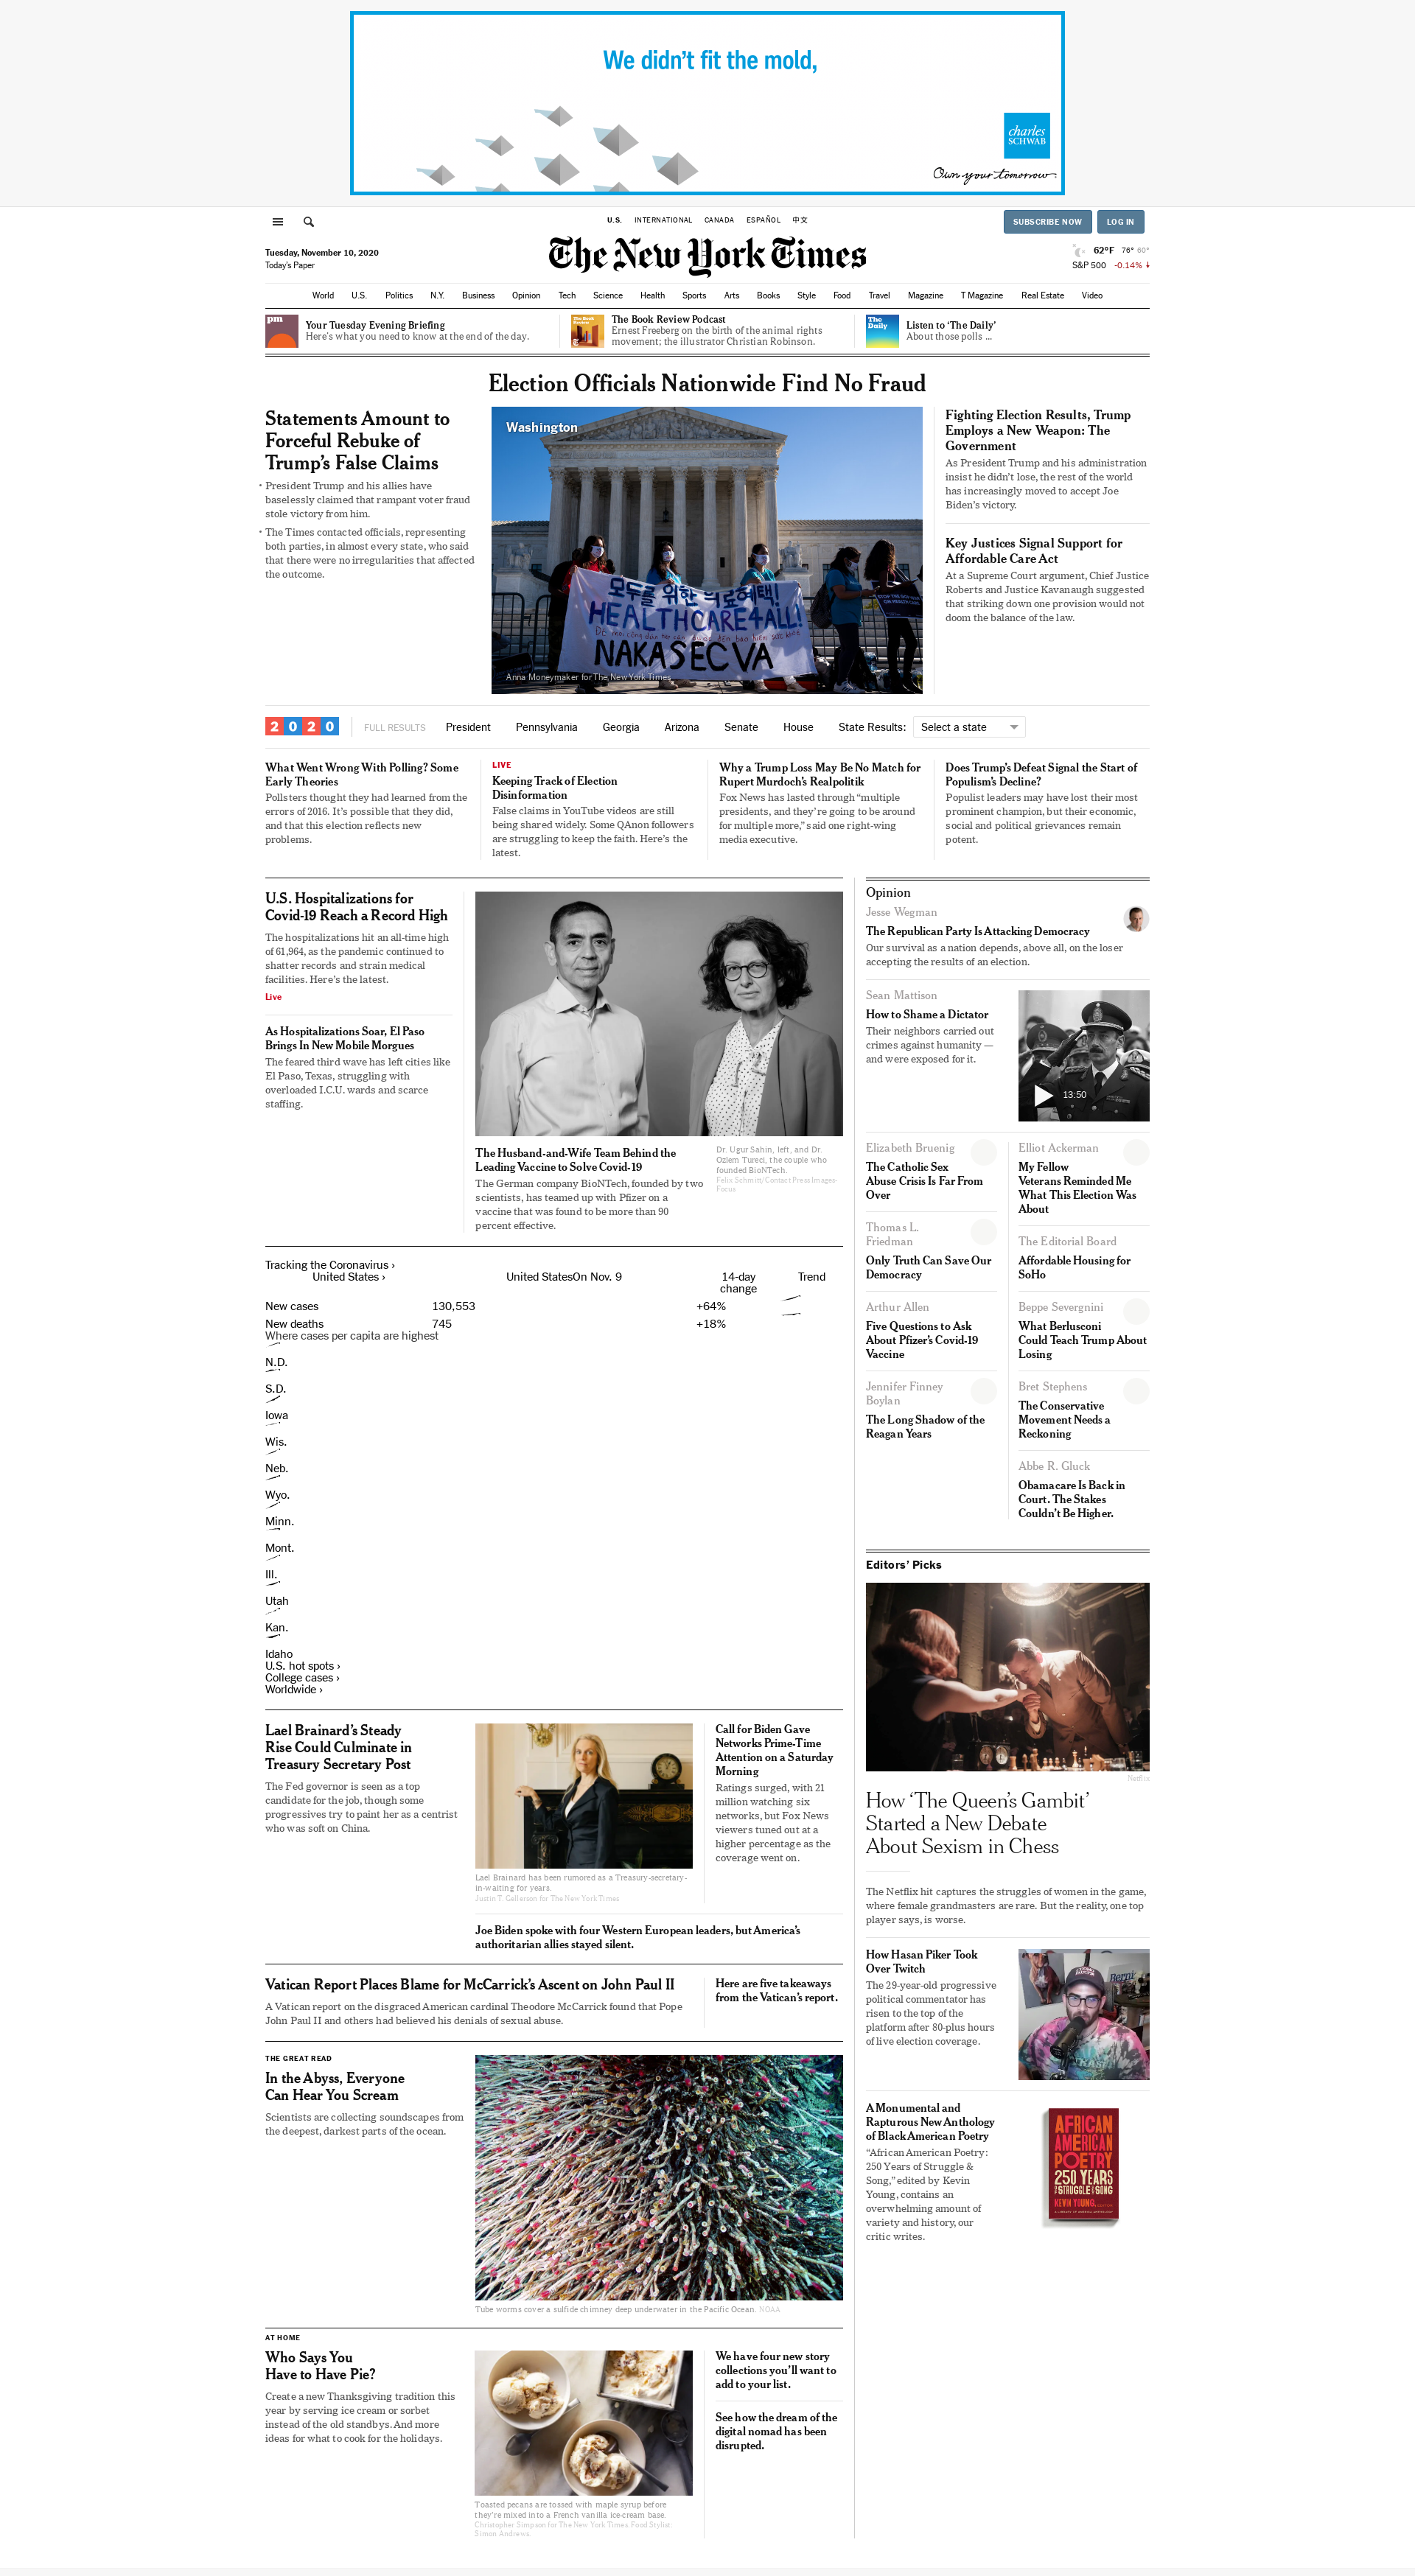 We didn't fit the mold,
charles
SCHWAB
Own your tomorrow
U.S.
INTERNATIONAL
CANADA
ESPAÑOL
中文
SUBSCRIBE NOW
LOG IN
Tuesday, November 10, 2020
Today's Paper
The New York Times
62°F 76° 60°
S&P 500 -0.14%
World U.S. Politics N.Y. Business Opinion Tech Science Health Sports Arts Books Style Food Travel Magazine T Magazine Real Estate Video
pm
Your Tuesday Evening Briefing
Here's what you need to know at the end of the day.
The Book Review
The Book Review Podcast
Ernest Freeberg on the birth of the animal rights
movement; the illustrator Christian Robinson.
The Daily
Listen to 'The Daily'
About those polls ...
Election Officials Nationwide Find No Fraud
Statements Amount to
Forceful Rebuke of
Trump's False Claims
• President Trump and his allies have
baselessly claimed that rampant voter fraud
stole victory from him.
• The Times contacted officials, representing
both parties, in almost every state, who said
that there were no irregularities that affected
the outcome.
Washington
모두를 위한 의료혜택!
HEALTHCARE4ALL!
NAKASEC
Anna Moneymaker for The New York Times
Fighting Election Results, Trump
Employs a New Weapon: The
Government
As President Trump and his administration
insist he didn't lose, the rest of the world
has increasingly moved to accept Joe
Biden's victory.
Key Justices Signal Support for
Affordable Care Act
At a Supreme Court argument, Chief Justice
Roberts and Justice Kavanaugh suggested
that striking down one provision would not
doom the balance of the law.
2020
FULL RESULTS
President
Pennsylvania
Georgia
Arizona
Senate
House
State Results:
Select a state
What Went Wrong With Polling? Some
Early Theories
Pollsters thought they had learned from the
errors of 2016. It's possible that they did,
and that this election reflects new
problems.
LIVE
Keeping Track of Election
Disinformation
False claims in YouTube videos are still
being shared widely. Some QAnon followers
are struggling to keep the faith. Here's the
latest.
Why a Trump Loss May Be No Match for
Rupert Murdoch's Realpolitik
Fox News has lasted through "multiple
presidents, and they're going to be around
for multiple more," said one right-wing
media executive.
Does Trump's Defeat Signal the Start of
Populism's Decline?
Populist leaders may have lost their most
prominent champion, but their economic,
social and political grievances remain
potent.
U.S. Hospitalizations for
Covid-19 Reach a Record High
The hospitalizations hit an all-time high
of 61,964, as the pandemic continued to
shatter records and strain medical
facilities. Here's the latest.
Live
As Hospitalizations Soar, El Paso
Brings In New Mobile Morgues
The feared third wave has left cities like
El Paso, Texas, struggling with
overloaded I.C.U. wards and scarce
staffing.
The Husband-and-Wife Team Behind the
Leading Vaccine to Solve Covid-19
The German company BioNTech, founded by two
scientists, has teamed up with Pfizer on a
vaccine that was found to be more than 90
percent effective.
Dr. Ugur Sahin, left, and Dr.
Ozlem Tureci, the couple who
founded BioNTech.
Felix Schmitt/Contact Press Images-
Focus
Tracking the Coronavirus ›
United States ›
United StatesOn Nov. 9
14-day
change
Trend
New cases 130,553 +64%
New deaths 745 +18%
Where cases per capita are highest
N.D.
S.D.
Iowa
Wis.
Neb.
Wyo.
Minn.
Mont.
Ill.
Utah
Kan.
Idaho
U.S. hot spots ›
College cases ›
Worldwide ›
Lael Brainard's Steady
Rise Could Culminate in
Treasury Secretary Post
The Fed governor is seen as a top
candidate for the job, though some
progressives try to paint her as a centrist
who was soft on China.
Lael Brainard has been rumored as a Treasury-secretary-
in-waiting for years.
Justin T. Gellerson for The New York Times
Call for Biden Gave
Networks Prime-Time
Attention on a Saturday
Morning
Ratings surged, with 21
million watching six
networks, but Fox News
viewers tuned out at a
higher percentage as the
coverage went on.
Joe Biden spoke with four Western European leaders, but America's
authoritarian allies stayed silent.
Vatican Report Places Blame for McCarrick's Ascent on John Paul II
A Vatican report on the disgraced American cardinal Theodore McCarrick found that Pope
John Paul II and others had believed his denials of sexual abuse.
Here are five takeaways
from the Vatican's report.
THE GREAT READ
In the Abyss, Everyone
Can Hear You Scream
Scientists are collecting soundscapes from
the deepest, darkest parts of the ocean.
Tube worms cover a sulfide chimney deep underwater in the Pacific Ocean. NOAA
AT HOME
Who Says You
Have to Have Pie?
Create a new Thanksgiving tradition this
year by serving ice cream or sorbet
instead of the old standbys. And more
ideas for what to cook for the holidays.
Toasted pecans are tossed with maple syrup before
they're mixed into a French vanilla ice-cream base.
Christopher Simpson for The New York Times. Food Stylist:
Simon Andrews.
We have four new story
collections you'll want to
add to your list.
See how the dream of the
digital nomad has been
disrupted.
Opinion
Jesse Wegman
The Republican Party Is Attacking Democracy
Our survival as a nation depends, above all, on the loser
accepting the results of an election.
Sean Mattison
How to Shame a Dictator
Their neighbors carried out
crimes against humanity —
and were exposed for it.
13:50
Elizabeth Bruenig
The Catholic Sex
Abuse Crisis Is Far From
Over
Thomas L.
Friedman
Only Truth Can Save Our
Democracy
Arthur Allen
Five Questions to Ask
About Pfizer's Covid-19
Vaccine
Jennifer Finney
Boylan
The Long Shadow of the
Reagan Years
Elliot Ackerman
My Fellow
Veterans Reminded Me
What This Election Was
About
The Editorial Board
Affordable Housing for
SoHo
Beppe Severgnini
What Berlusconi
Could Teach Trump About
Losing
Bret Stephens
The Conservative
Movement Needs a
Reckoning
Abbe R. Gluck
Obamacare Is Back in
Court. The Stakes
Couldn't Be Higher.
Editors' Picks
Netflix
How 'The Queen's Gambit'
Started a New Debate
About Sexism in Chess
The Netflix hit captures the struggles of women in the game,
where female grandmasters are rare. But the reality, one top
player says, is worse.
How Hasan Piker Took
Over Twitch
The 29-year-old progressive
political commentator has
risen to the top of the
platform after 80-plus hours
of live election coverage.
Berni
A Monumental and
Rapturous New Anthology
of Black American Poetry
"African American Poetry:
250 Years of Struggle &
Song," edited by Kevin
Young, contains an
overwhelming amount of
variety and history, our
critic writes.
AFRICAN
AMERICAN
POETRY
250 YEARS
OF STRUGGLE & SONG
KEVIN YOUNG,